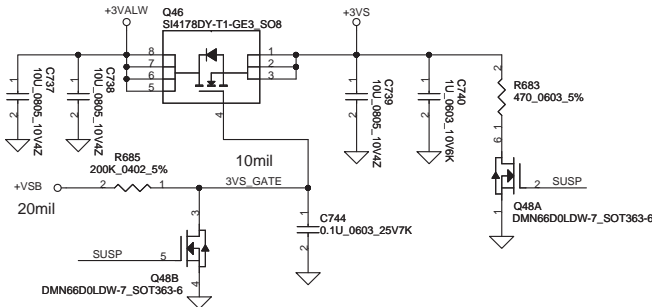 +3VALW
Q46
SI4178DY-T1-GE3_SO8
+3VS
8
7
6
5
1
2
3
4
1
2
C737
10U_0805_10V4Z
1
2
C738
10U_0805_10V4Z
1
2
C739
10U_0805_10V4Z
1
2
C740
1U_0603_10V6K
2
R683
470_0603_5%
1
6
2
SUSP
Q48A
DMN66D0LDW-7_SOT363-6
1
R685
200K_0402_5%
10mil
+VSB
2
1
3VS_GATE
20mil
3
1
C744
0.1U_0603_25V7K
2
SUSP
5
Q48B
4
DMN66D0LDW-7_SOT363-6